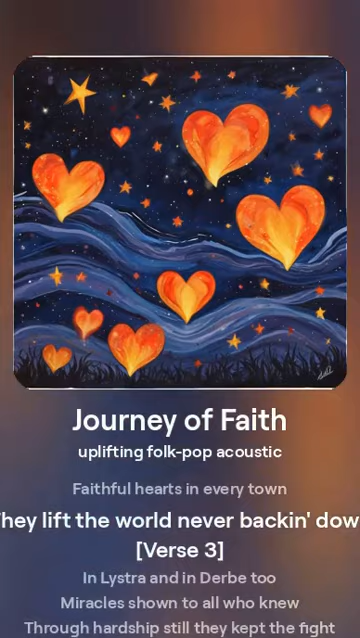 Journey of Faith
uplifting folk-pop acoustic
Faithful hearts in every town
hey lift the world never backin' dow
[Verse 3]
In Lystra and in Derbe too
Miracles shown to all who knew
Through hardship still they kept the fight